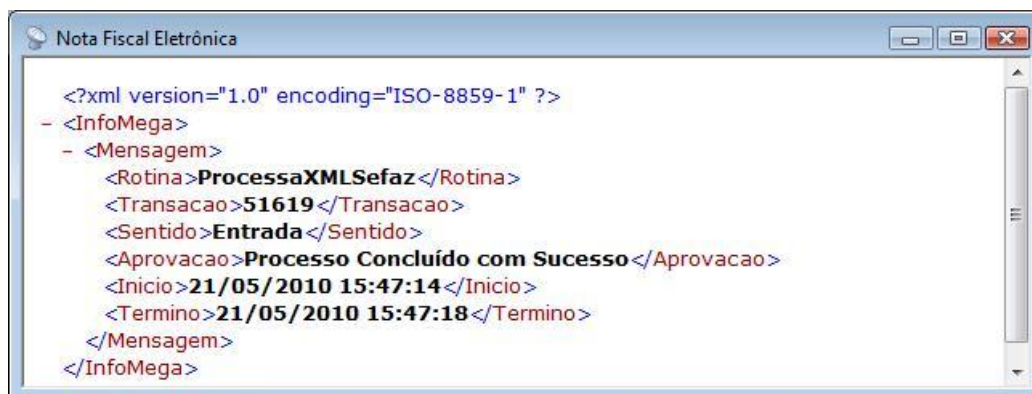 Nota Fiscal Eletrônica
<?xml version="1.0" encoding="ISO-8859-1" ?>
– <InfoMega>
– <Mensagem>
<Rotina>ProcessaXMLSefaz</Rotina>
<Transacao>51619</Transacao>
<Sentido>Entrada</Sentido>
<Aprovacao>Processo Concluído com Sucesso</Aprovacao>
<Inicio>21/05/2010 15:47:14</Inicio>
<Termino>21/05/2010 15:47:18</Termino>
</Mensagem>
</InfoMega>